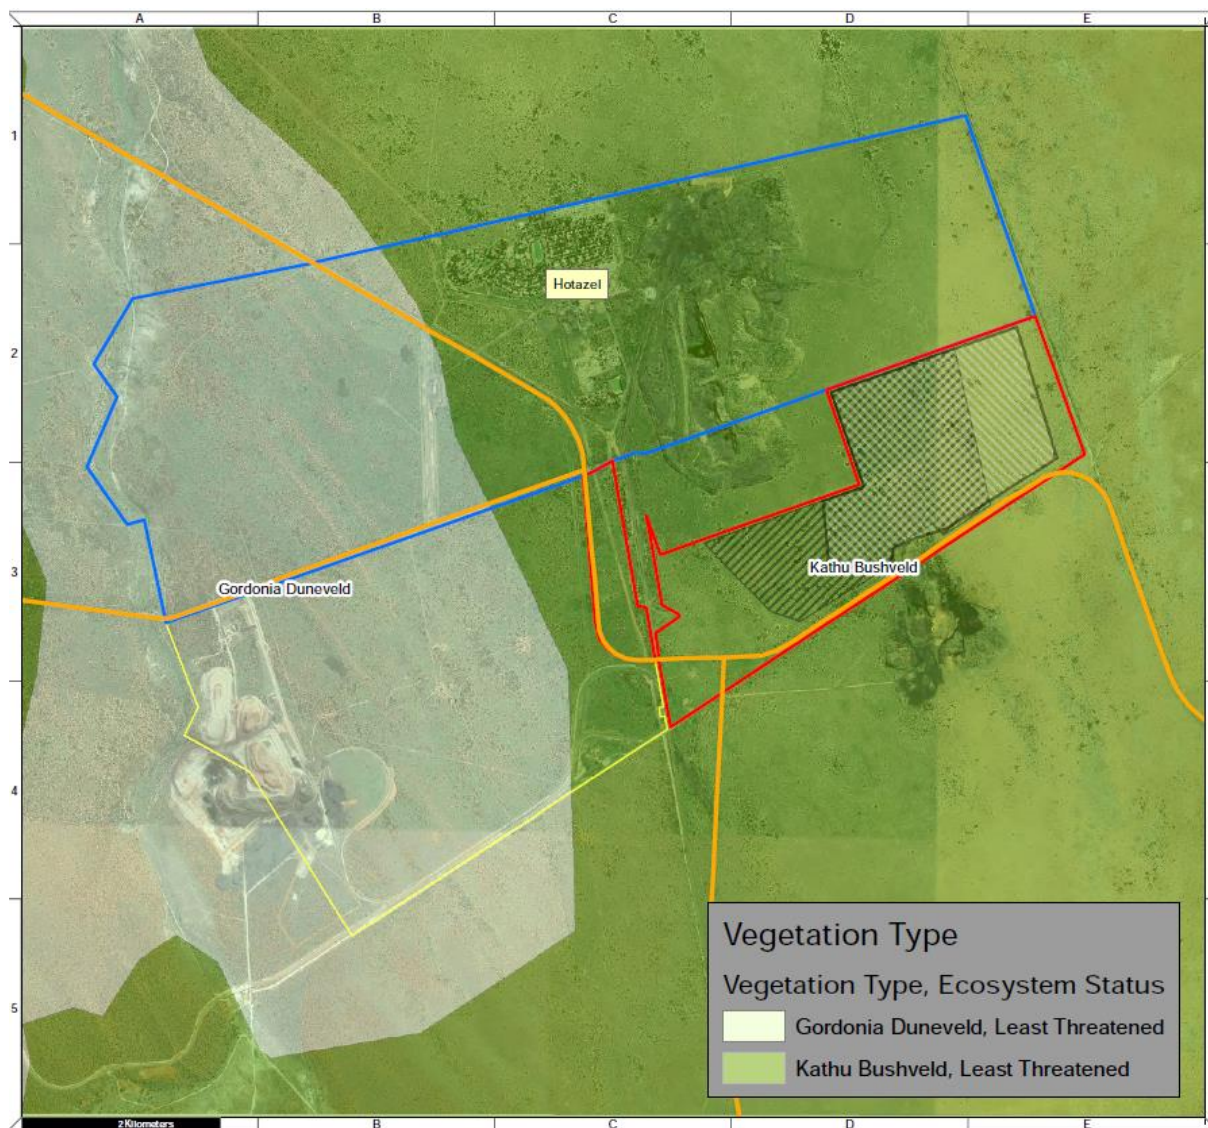 A B C D E
1
Hotazel
2
3
Kathu Bushveld
Gordonia Duneveld
4
5
Vegetation Type
Vegetation Type, Ecosystem Status
Gordonia Duneveld, Least Threatened
Kathu Bushveld, Least Threatened
2 Kilometers
A B C D E